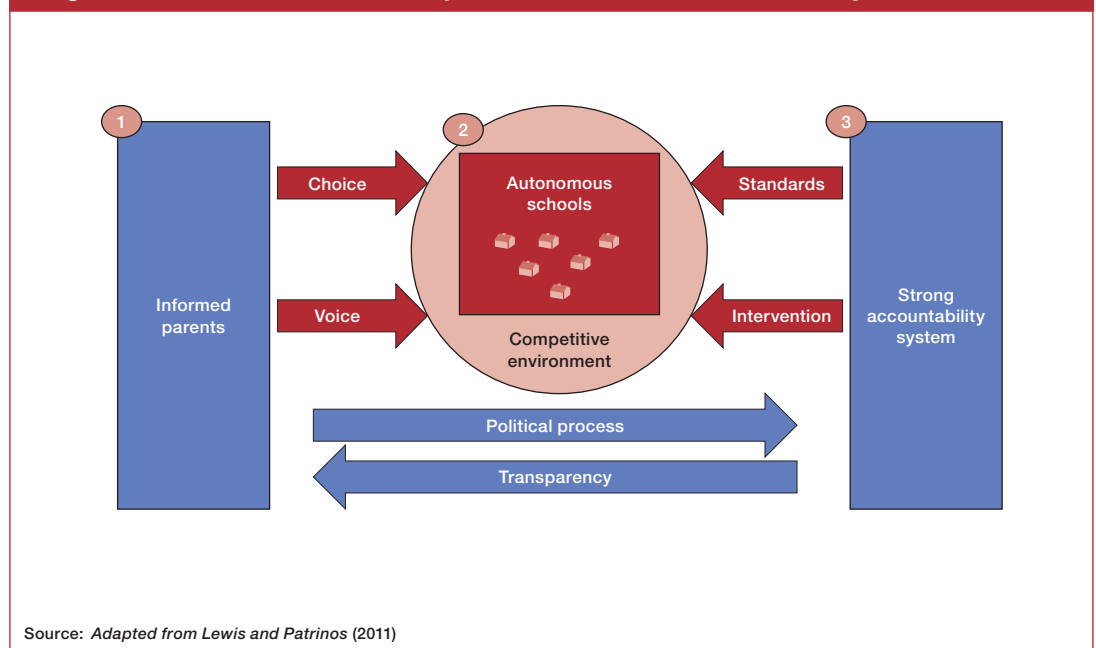 1
2
3
Choice
Autonomous
schools
Standards
Informed
parents
Voice
Competitive
environment
Intervention
Strong
accountability
system
Political process
Transparency
Source: Adapted from Lewis and Patrinos (2011)